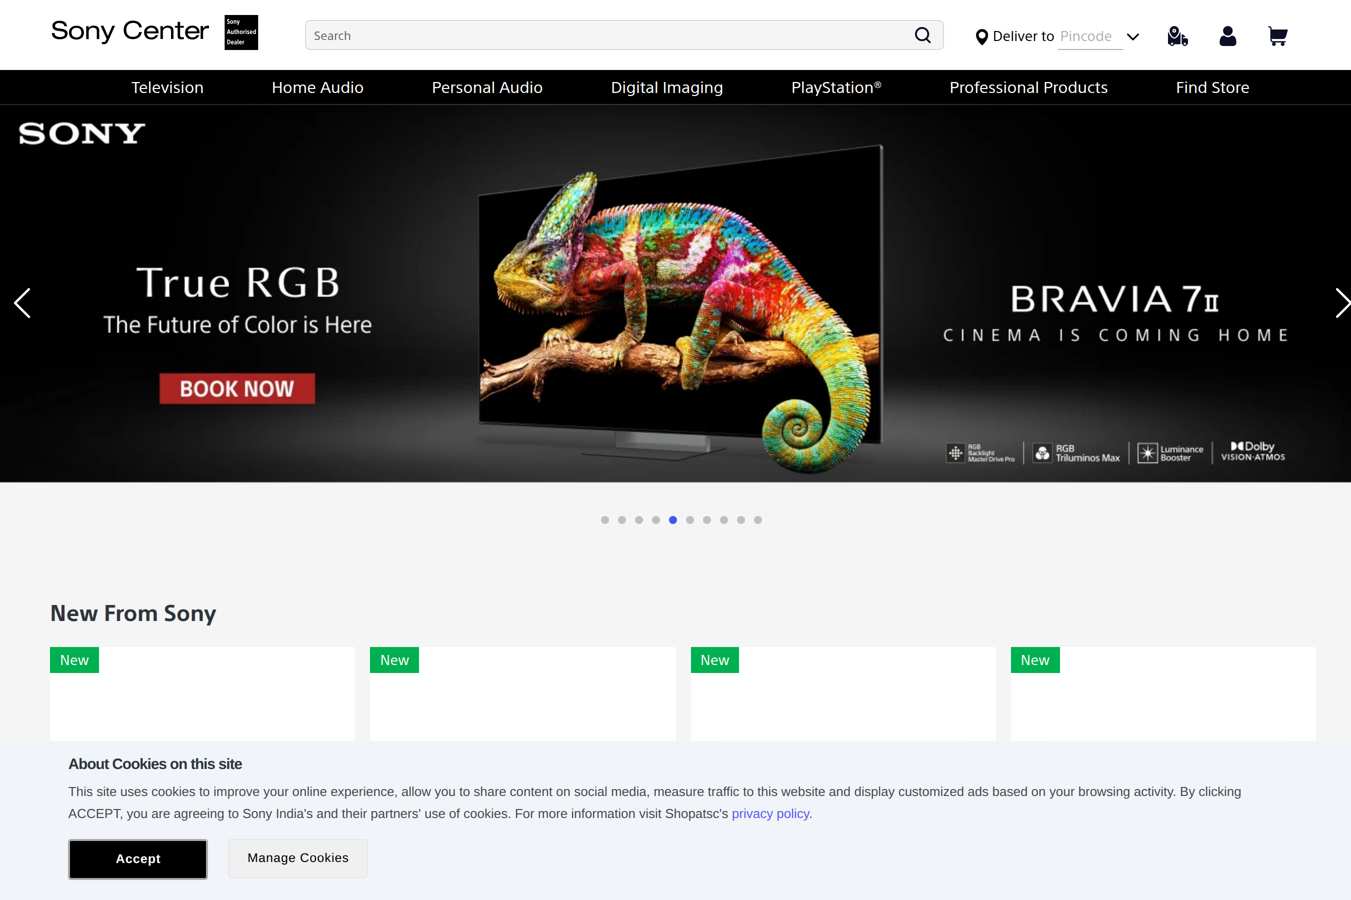 Sony Center
Sony
Authorised
Dealer
Search
Deliver to Pincode
Television
Home Audio
Personal Audio
Digital Imaging
PlayStation®
Professional Products
Find Store
SONY
True RGB
The Future of Color is Here
BOOK NOW
BRAVIA 7II
CINEMA IS COMING HOME
RGB
Backlight
Master Drive Pro
RGB
Triluminos Max
Luminance
Booster
Dolby
VISION·ATMOS
New From Sony
New
New
New
New
About Cookies on this site
This site uses cookies to improve your online experience, allow you to share content on social media, measure traffic to this website and display customized ads based on your browsing activity. By clicking
ACCEPT, you are agreeing to Sony India's and their partners' use of cookies. For more information visit Shopatsc's privacy policy.
Accept
Manage Cookies